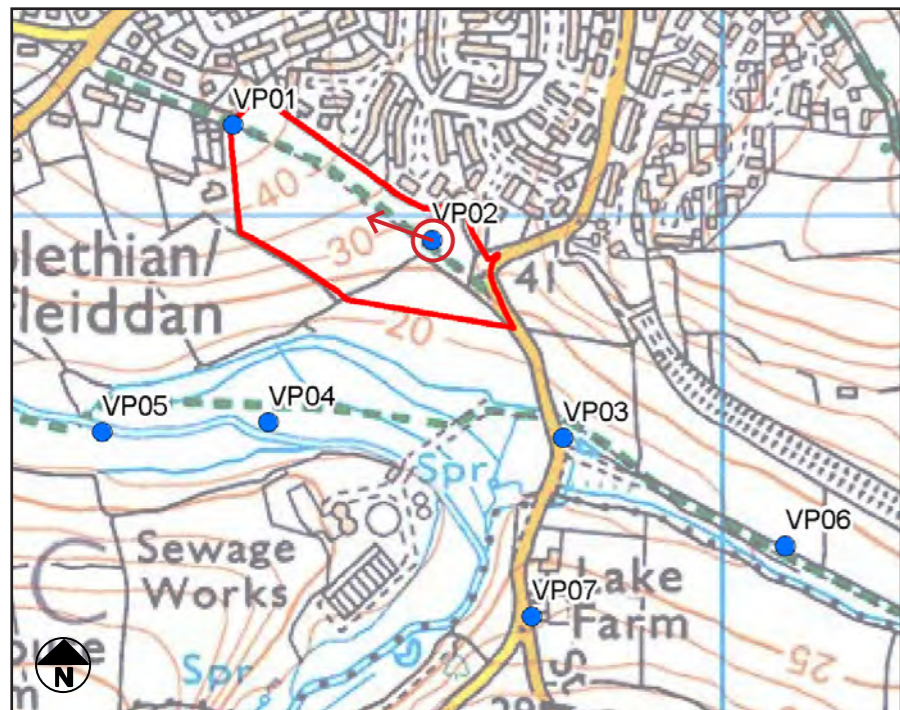 VP01
40
VP02
30
41
lethian/
fleiddan
20
VP05
VP04
VP03
Spr
VP06
C
Sewage
Works
VP07
Lake
Farm
N
Spr
25